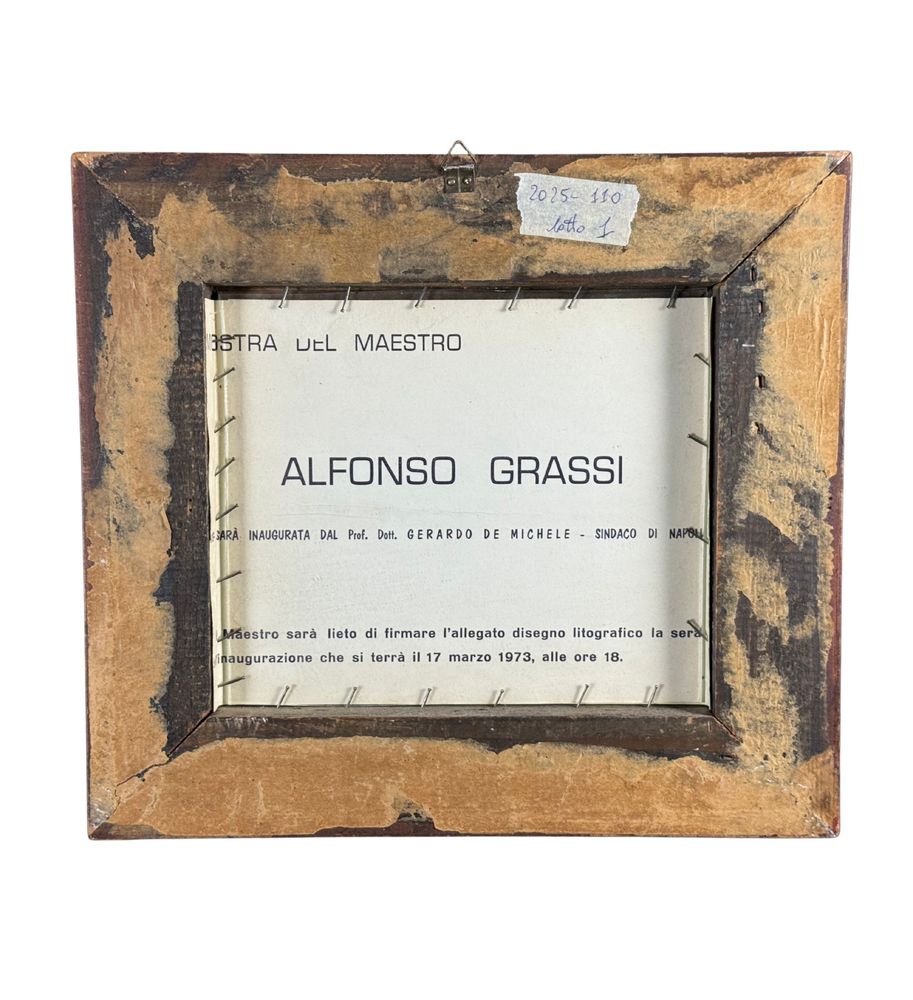 2025-110
lotto 1
OSTRA DEL MAESTRO
ALFONSO GRASSI
SARÀ INAUGURATA DAL Prof. Dott. GERARDO DE MICHELE - SINDACO DI NAPOLI
Maestro sarà lieto di firmare l'allegato disegno litografico la sera
inaugurazione che si terrà il 17 marzo 1973, alle ore 18.